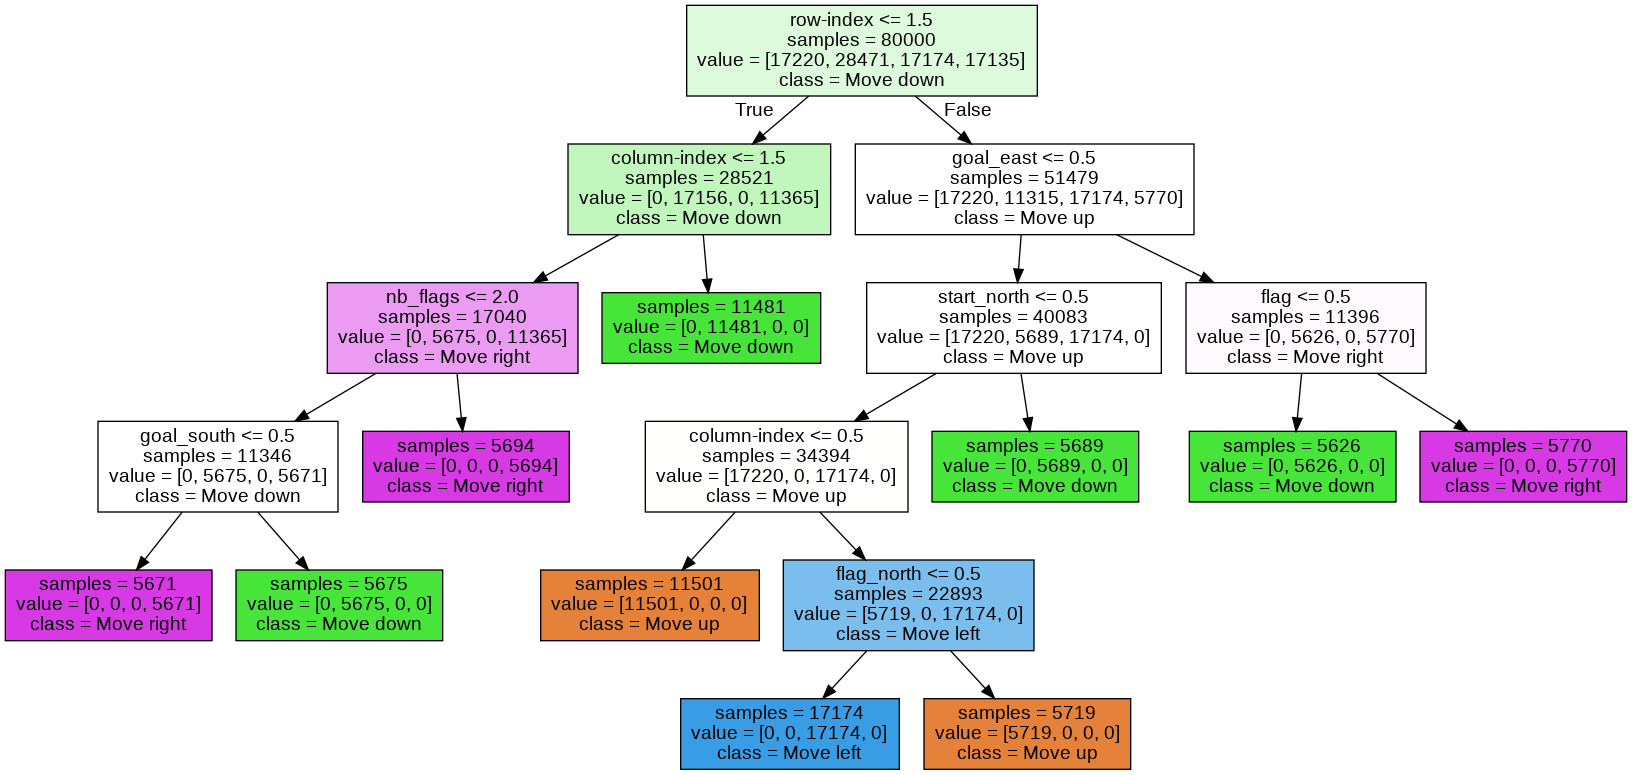 row-index <= 1.5
samples = 80000
value = [17220, 28471, 17174, 17135]
class = Move down
True
False
column-index <= 1.5
samples = 28521
value = [0, 17156, 0, 11365]
class = Move down
goal_east <= 0.5
samples = 51479
value = [17220, 11315, 17174, 5770]
class = Move up
nb_flags <= 2.0
samples = 17040
value = [0, 5675, 0, 11365]
class = Move right
samples = 11481
value = [0, 11481, 0, 0]
class = Move down
start_north <= 0.5
samples = 40083
value = [17220, 5689, 17174, 0]
class = Move up
flag <= 0.5
samples = 11396
value = [0, 5626, 0, 5770]
class = Move right
goal_south <= 0.5
samples = 11346
value = [0, 5675, 0, 5671]
class = Move down
samples = 5694
value = [0, 0, 0, 5694]
class = Move right
column-index <= 0.5
samples = 34394
value = [17220, 0, 17174, 0]
class = Move up
samples = 5689
value = [0, 5689, 0, 0]
class = Move down
samples = 5626
value = [0, 5626, 0, 0]
class = Move down
samples = 5770
value = [0, 0, 0, 5770]
class = Move right
samples = 5671
value = [0, 0, 0, 5671]
class = Move right
samples = 5675
value = [0, 5675, 0, 0]
class = Move down
samples = 11501
value = [11501, 0, 0, 0]
class = Move up
flag_north <= 0.5
samples = 22893
value = [5719, 0, 17174, 0]
class = Move left
samples = 17174
value = [0, 0, 17174, 0]
class = Move left
samples = 5719
value = [5719, 0, 0, 0]
class = Move up